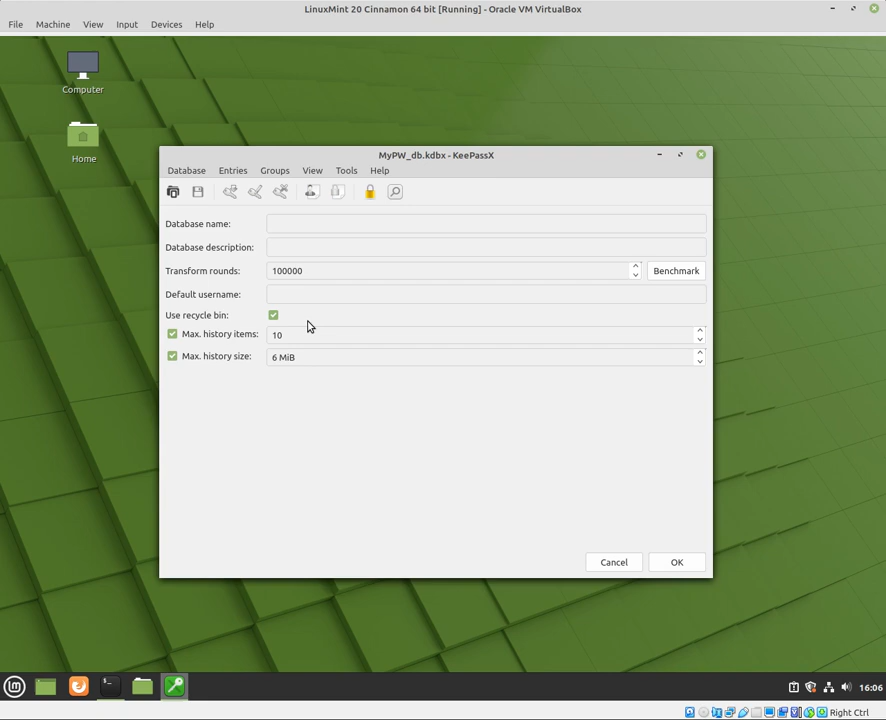 LinuxMint 20 Cinnamon 64 bit [Running] - Oracle VM VirtualBox
File Machine View Input Devices Help
Computer
Home
MyPW_db.kdbx - KeePassX
Database Entries Groups View Tools Help
Database name:
Database description:
Transform rounds: 100000 Benchmark
Default username:
Use recycle bin:
Max. history items: 10
Max. history size: 6 MiB
Cancel OK
16:06
Right Ctrl